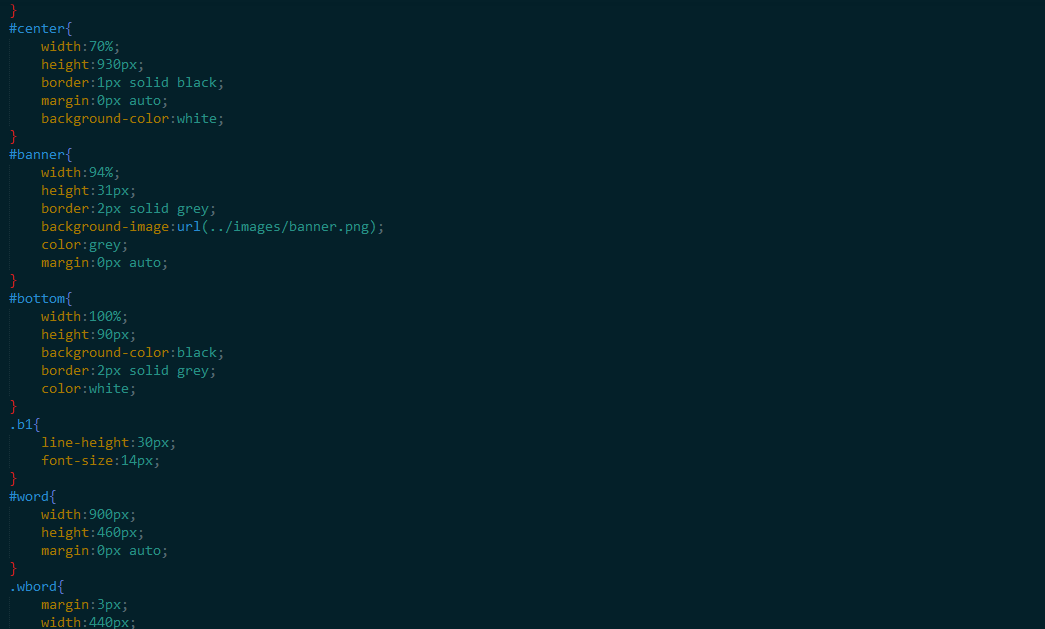 }
#center{
    width:70%;
    height:930px;
    border:1px solid black;
    margin:0px auto;
    background-color:white;
}
#banner{
    width:94%;
    height:31px;
    border:2px solid grey;
    background-image:url(../images/banner.png);
    color:grey;
    margin:0px auto;
}
#bottom{
    width:100%;
    height:90px;
    background-color:black;
    border:2px solid grey;
    color:white;
}
.b1{
    line-height:30px;
    font-size:14px;
}
#word{
    width:900px;
    height:460px;
    margin:0px auto;
}
.wbord{
    margin:3px;
    width:440px;